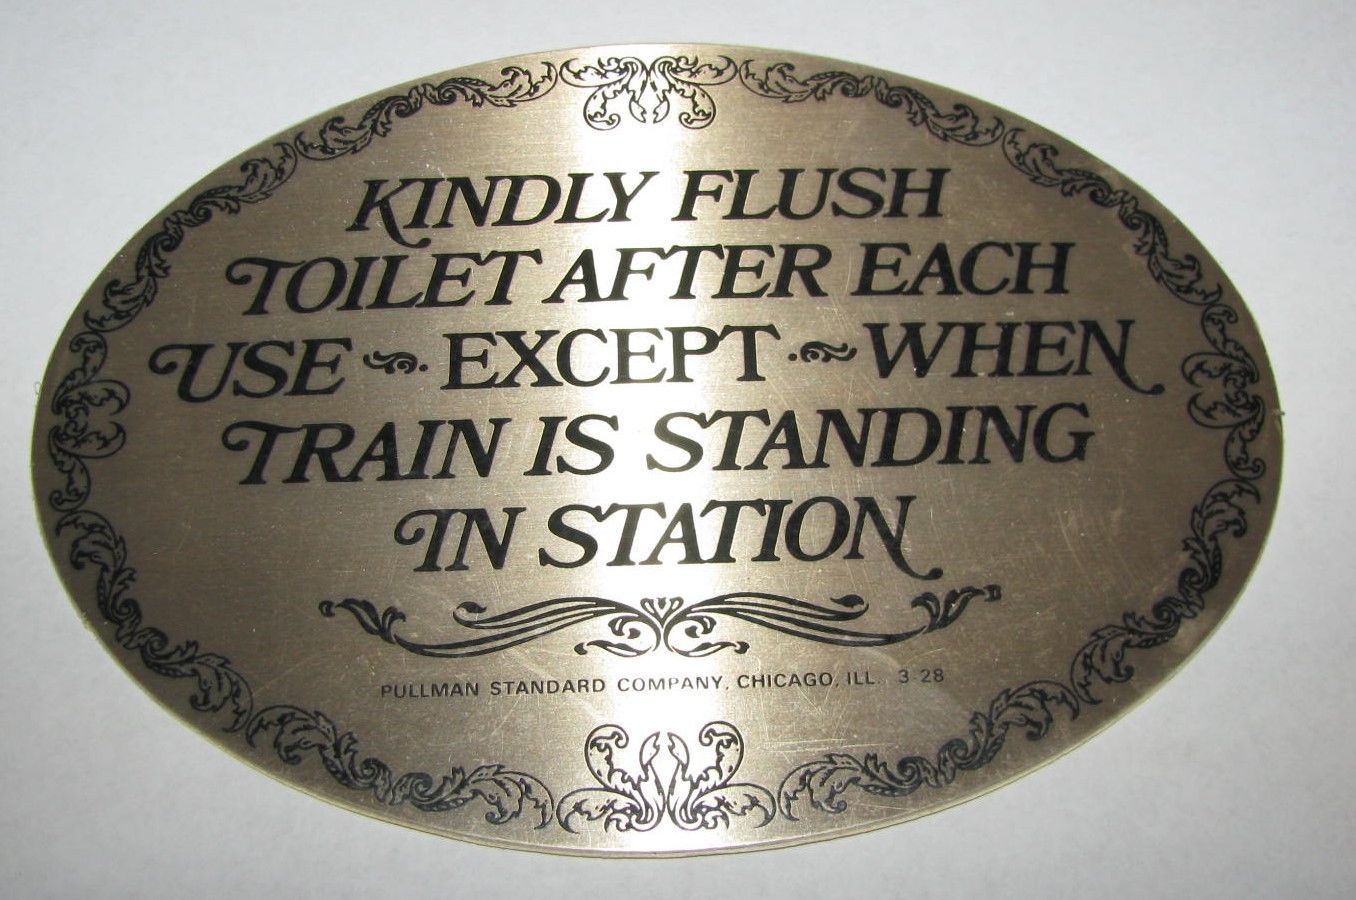 KINDLY FLUSH
TOILET AFTER EACH
USE ~ EXCEPT ~ WHEN
TRAIN IS STANDING
IN STATION
PULLMAN STANDARD COMPANY, CHICAGO, ILL. 3-28